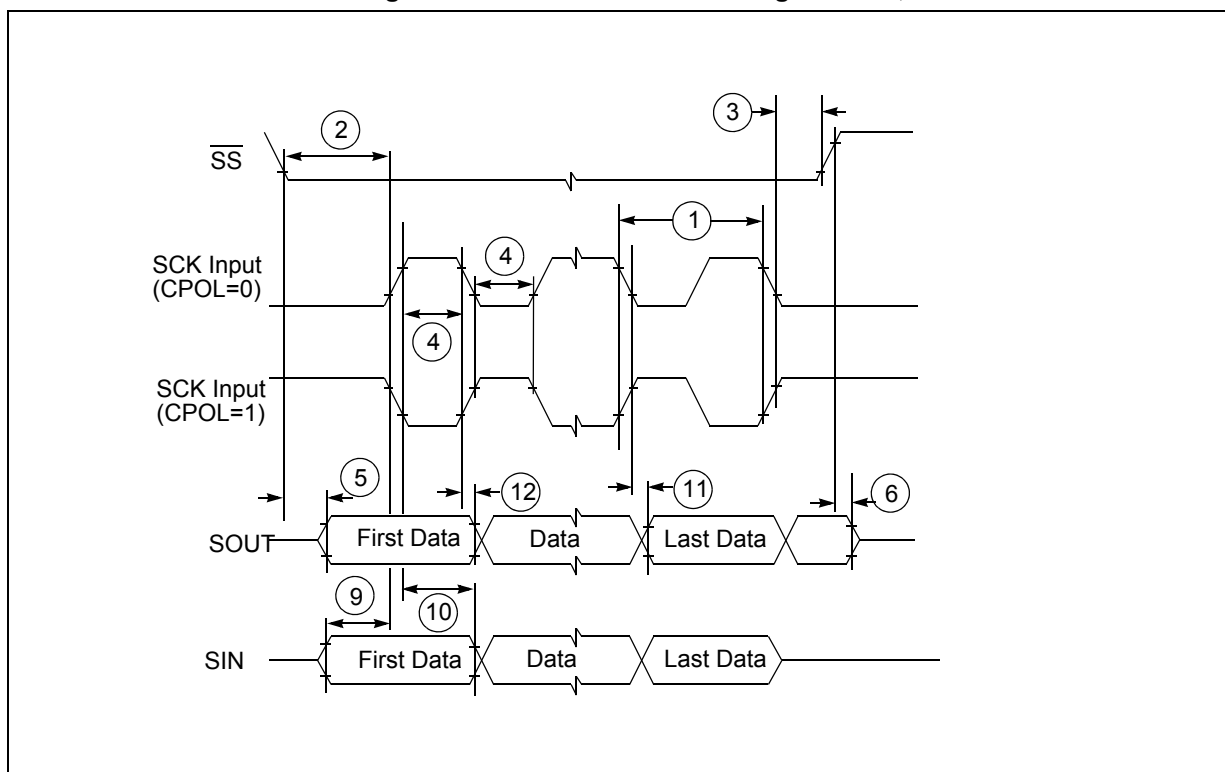 3
2
SS
1
SCK Input
(CPOL=0)
4
4
SCK Input
(CPOL=1)
5
12
11
6
SOUT
First Data
Data
Last Data
9
10
SIN
First Data
Data
Last Data